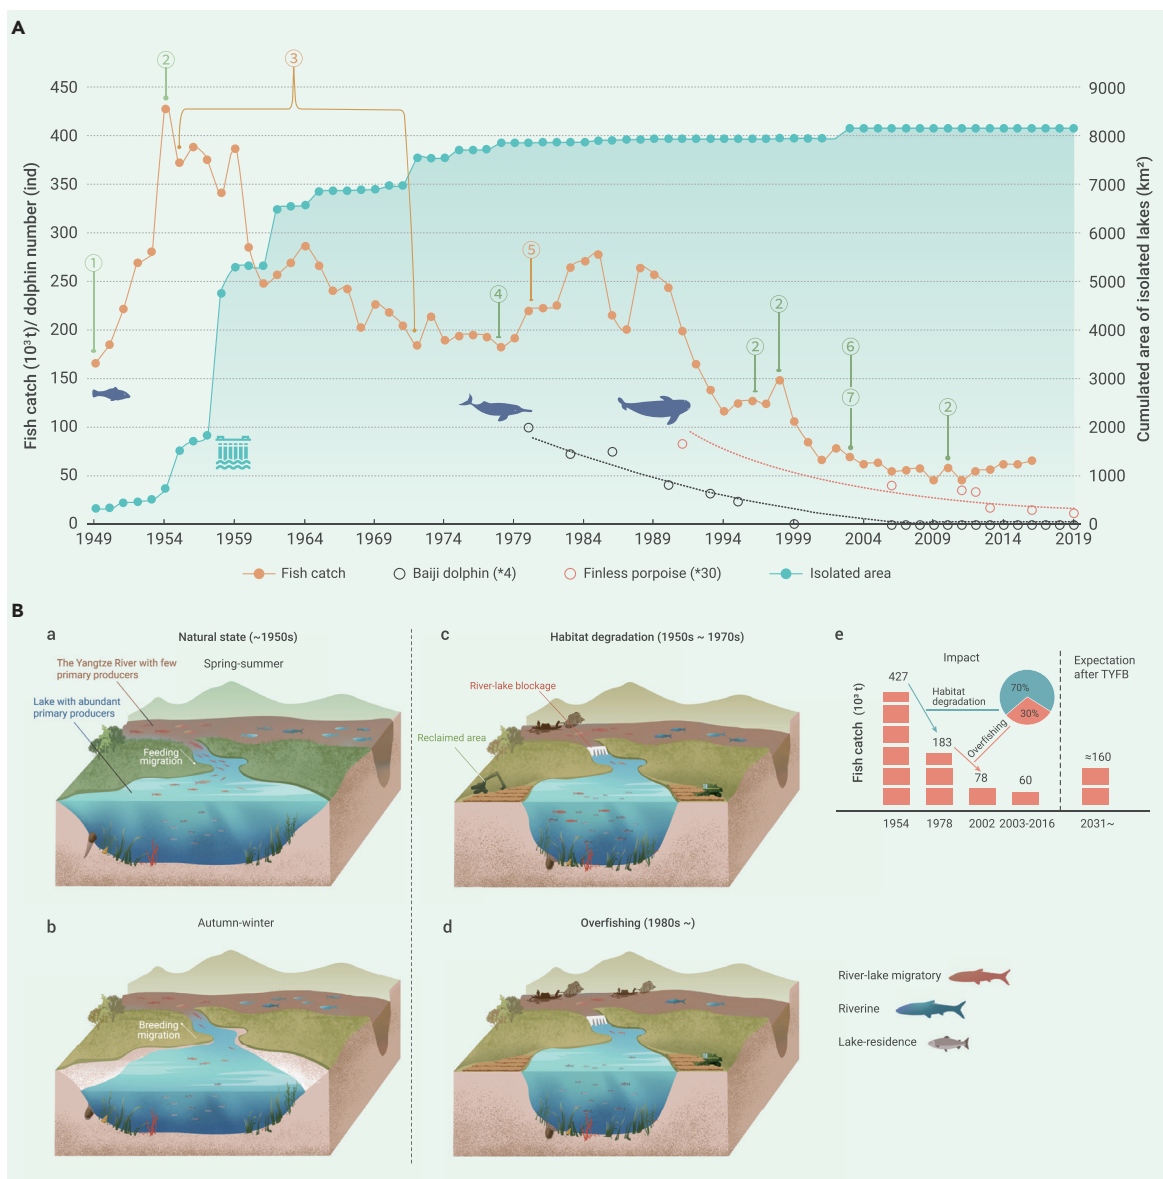 A
2
3
450
400
350
300
250
200
150
100
50
0
Fish catch (10³ t)/ dolphin number (ind)
9000
8000
7000
6000
5000
4000
3000
2000
1000
0
Cumulated area of isolated lakes (km²)
1
5
4
2
2
6
7
2
1949 1954 1959 1964 1969 1974 1979 1984 1989 1994 1999 2004 2009 2014 2019
Fish catch Baiji dolphin (*4) Finless porpoise (*30) Isolated area
B
a
Natural state (~1950s)
Spring-summer
The Yangtze River with few
primary producers
Lake with abundant
primary producers
Feeding
migration
c
Habitat degradation (1950s ~ 1970s)
River-lake blockage
Reclaimed area
e
Impact
Expectation
after TYFB
Fish catch (10³ t)
427
Habitat
degradation
70%
30%
Overfishing
183
78
60
≈160
1954 1978 2002 2003-2016 2031~
b
Autumn-winter
Breeding
migration
d
Overfishing (1980s ~)
River-lake migratory
Riverine
Lake-residence